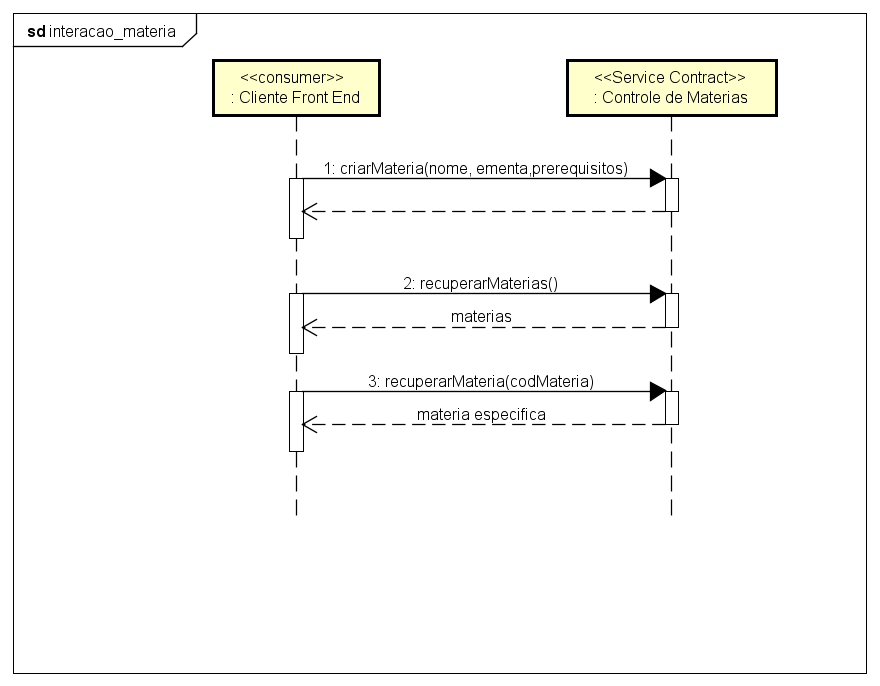 sd interacao_materia
<<consumer>>
: Cliente Front End
<<Service Contract>>
: Controle de Materias
1: criarMateria(nome, ementa,prerequisitos)
2: recuperarMaterias()
materias
3: recuperarMateria(codMateria)
materia especifica